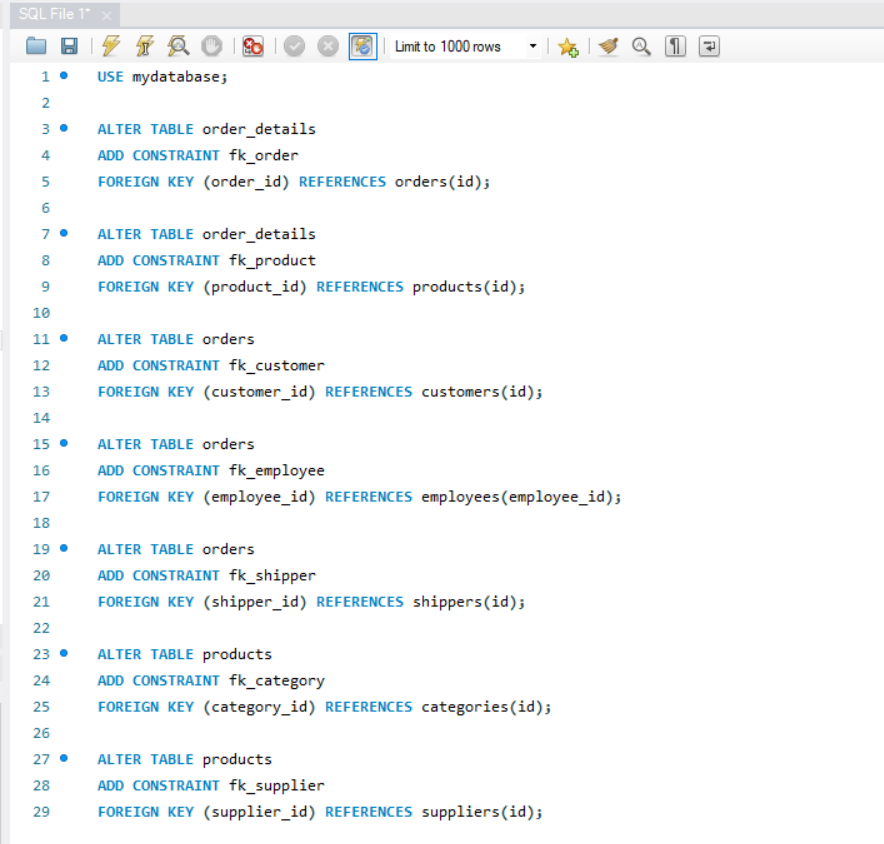 SQL File 1*
Limit to 1000 rows
1 USE mydatabase;
2
3 ALTER TABLE order_details
4 ADD CONSTRAINT fk_order
5 FOREIGN KEY (order_id) REFERENCES orders(id);
6
7 ALTER TABLE order_details
8 ADD CONSTRAINT fk_product
9 FOREIGN KEY (product_id) REFERENCES products(id);
10
11 ALTER TABLE orders
12 ADD CONSTRAINT fk_customer
13 FOREIGN KEY (customer_id) REFERENCES customers(id);
14
15 ALTER TABLE orders
16 ADD CONSTRAINT fk_employee
17 FOREIGN KEY (employee_id) REFERENCES employees(employee_id);
18
19 ALTER TABLE orders
20 ADD CONSTRAINT fk_shipper
21 FOREIGN KEY (shipper_id) REFERENCES shippers(id);
22
23 ALTER TABLE products
24 ADD CONSTRAINT fk_category
25 FOREIGN KEY (category_id) REFERENCES categories(id);
26
27 ALTER TABLE products
28 ADD CONSTRAINT fk_supplier
29 FOREIGN KEY (supplier_id) REFERENCES suppliers(id);